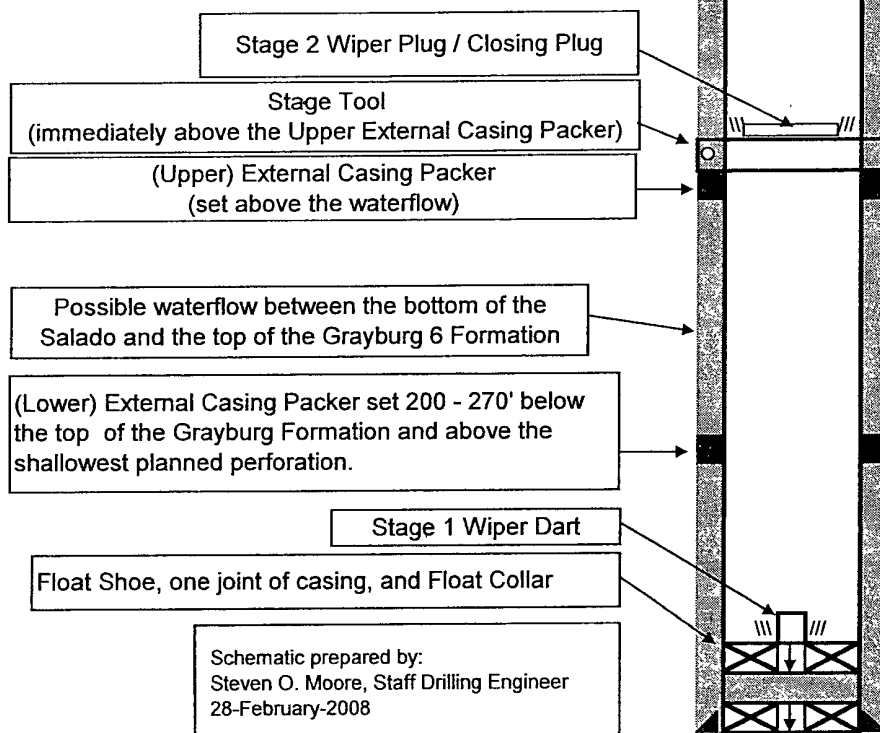 Stage 2 Wiper Plug / Closing Plug
Stage Tool
(immediately above the Upper External Casing Packer)
(Upper) External Casing Packer
(set above the waterflow)
Possible waterflow between the bottom of the
Salado and the top of the Grayburg 6 Formation
(Lower) External Casing Packer set 200 - 270' below
the top of the Grayburg Formation and above the
shallowest planned perforation.
Stage 1 Wiper Dart
Float Shoe, one joint of casing, and Float Collar
Schematic prepared by:
Steven O. Moore, Staff Drilling Engineer
28-February-2008